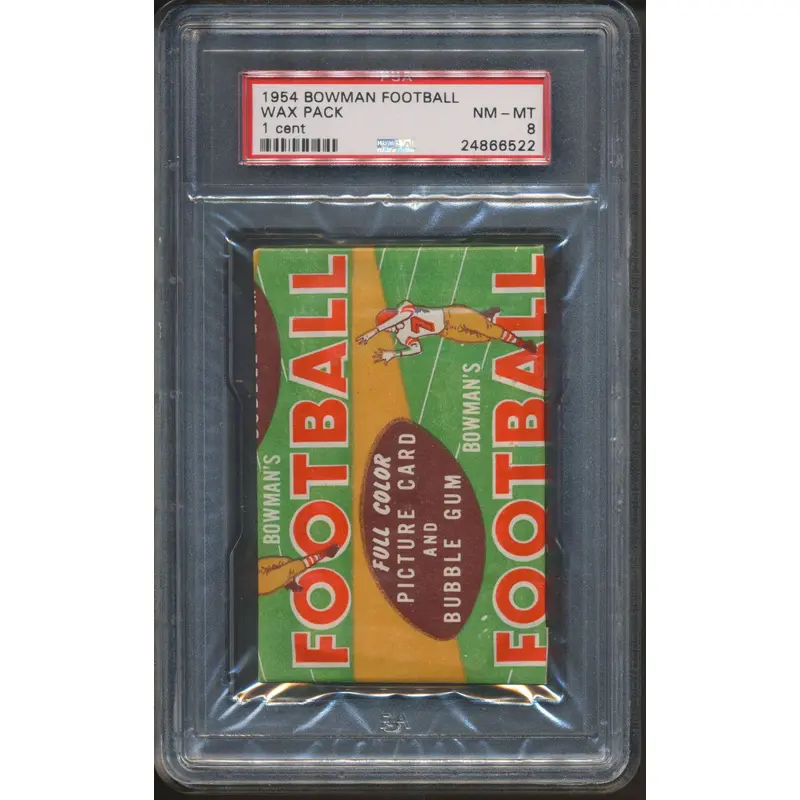 PSA
1954 BOWMAN FOOTBALL
WAX PACK
NM - MT
1 cent
8
24866522
BOWMAN'S
FOOTBALL
7
FULL COLOR
PICTURE CARD
AND
BUBBLE GUM
BOWMAN'S
FOOTBALL